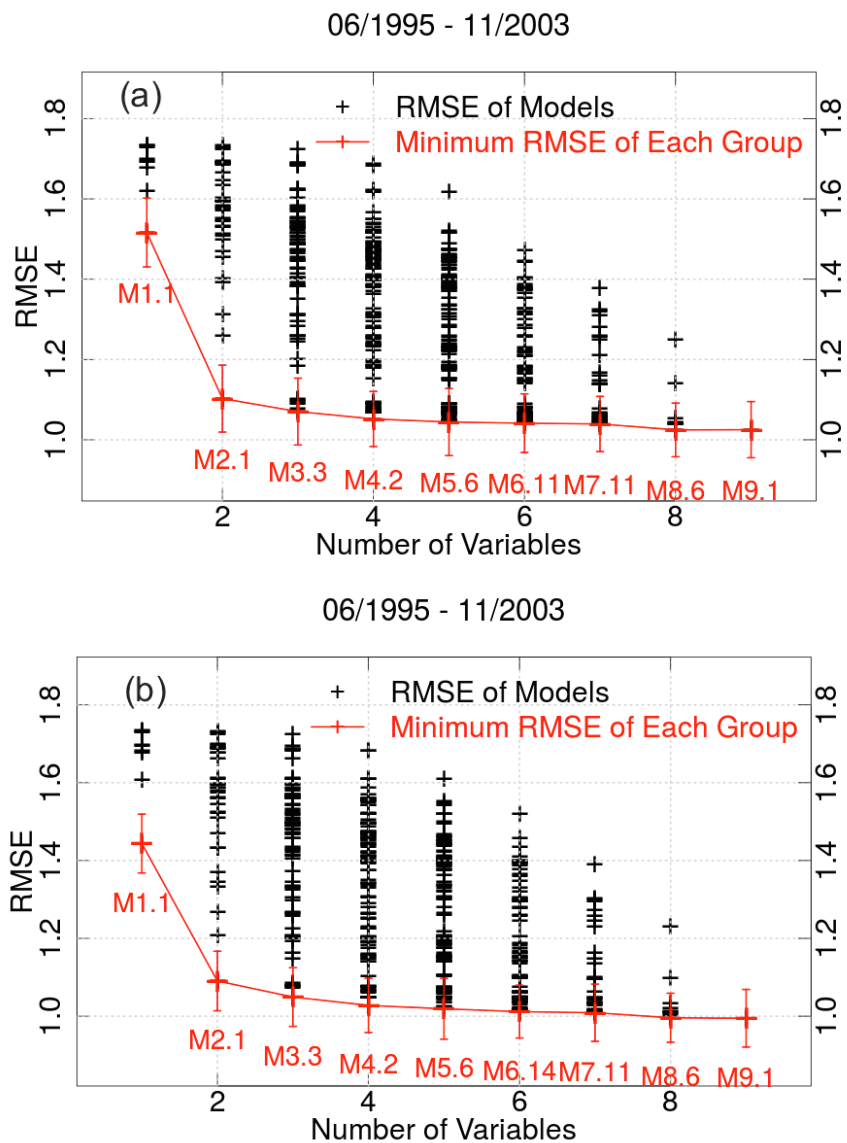 06/1995 - 11/2003
(a)
RMSE of Models
Minimum RMSE of Each Group
1.8
1.6
1.4
1.2
1.0
RMSE
1.8
1.6
1.4
1.2
1.0
M1.1
M2.1
M3.3
M4.2
M5.6
M6.11
M7.11
M8.6
M9.1
2
4
6
8
Number of Variables
06/1995 - 11/2003
(b)
RMSE of Models
Minimum RMSE of Each Group
1.8
1.6
1.4
1.2
1.0
RMSE
1.8
1.6
1.4
1.2
1.0
M1.1
M2.1
M3.3
M4.2
M5.6
M6.14
M7.11
M8.6
M9.1
2
4
6
8
Number of Variables